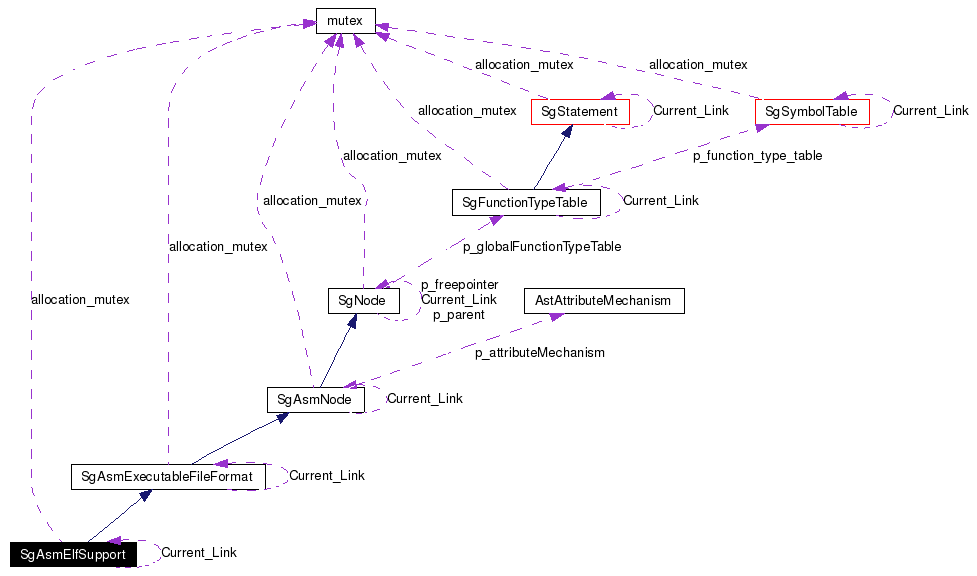 mutex
allocation_mutex
allocation_mutex
SgStatement
Current_Link
SgSymbolTable
Current_Link
allocation_mutex
allocation_mutex
p_function_type_table
allocation_mutex
SgFunctionTypeTable
Current_Link
allocation_mutex
p_globalFunctionTypeTable
allocation_mutex
SgNode
p_freepointer
Current_Link
p_parent
AstAttributeMechanism
p_attributeMechanism
SgAsmNode
Current_Link
SgAsmExecutableFileFormat
Current_Link
SgAsmElfSupport
Current_Link